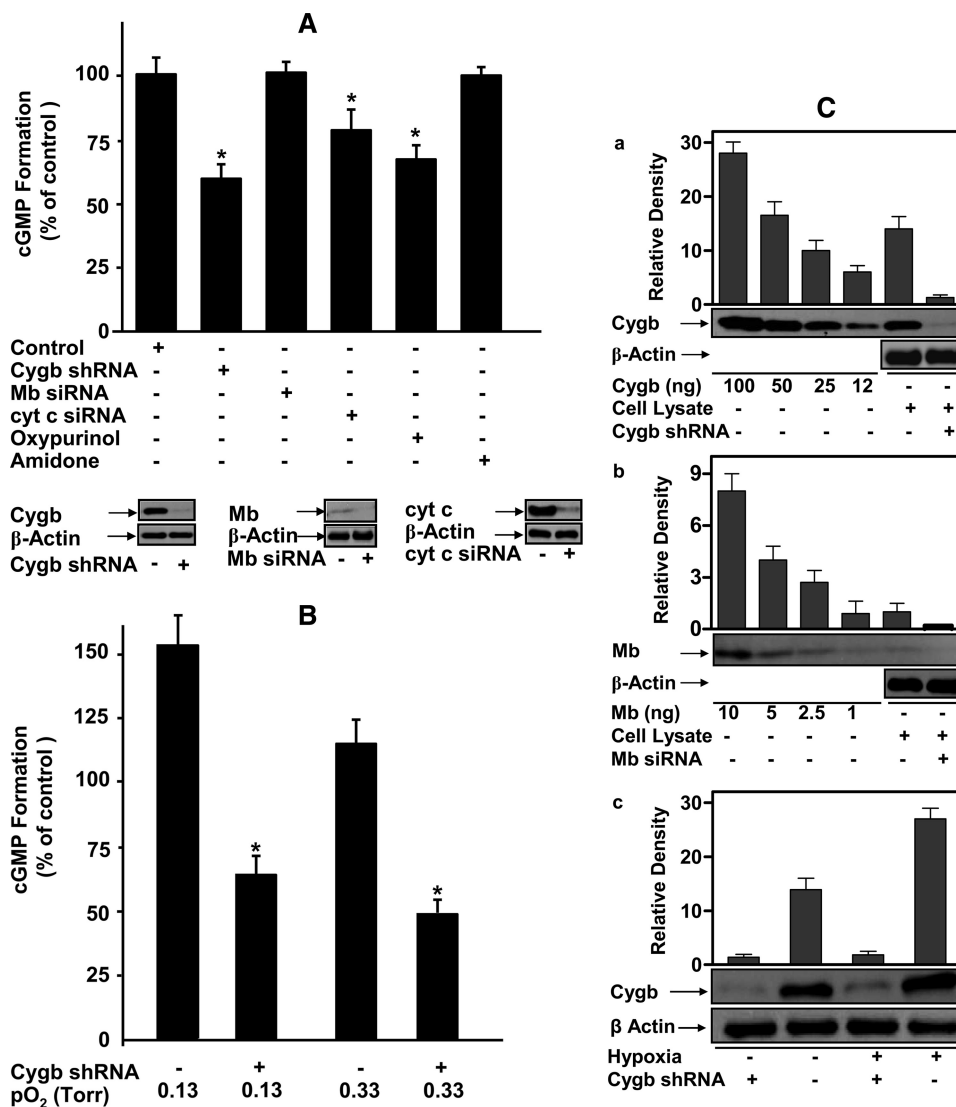 A
cGMP Formation
(% of control )
100
75
50
25
0
Control + - - - - -
Cygb shRNA - + - - - -
Mb siRNA - - + - - -
cyt c siRNA - - - + - -
Oxypurinol - - - - + -
Amidone - - - - - +
Cygb
β-Actin
Cygb shRNA - +
Mb
β-Actin
Mb siRNA - +
cyt c
β-Actin
cyt c siRNA - +
B
cGMP Formation
(% of control )
150
125
100
75
50
25
0
* *
Cygb shRNA - + - +
pO2 (Torr) 0.13 0.13 0.33 0.33
C
a
Relative Density
30
20
10
0
Cygb
β-Actin
Cygb (ng) 100 50 25 12 - -
Cell Lysate - - - - + +
Cygb shRNA - - - - - +
b
Relative Density
9
6
3
0
Mb
β-Actin
Mb (ng) 10 5 2.5 1 - -
Cell Lysate - - - - + +
Mb siRNA - - - - - +
c
Relative Density
30
20
10
0
Cygb
β Actin
Hypoxia - - + +
Cygb shRNA + - + -